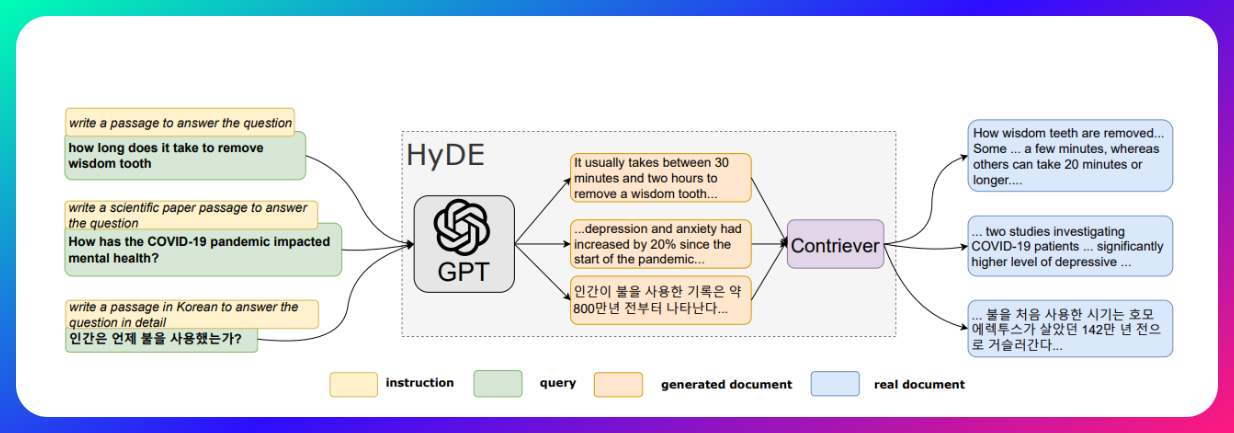 write a passage to answer the question
how long does it take to remove
wisdom tooth
write a scientific paper passage to answer
the question
How has the COVID-19 pandemic impacted
mental health?
write a passage in Korean to answer the
question in detail
인간은 언제 불을 사용했는가?
HyDE
GPT
It usually takes between 30
minutes and two hours to
remove a wisdom tooth...
...depression and anxiety had
increased by 20% since the
start of the pandemic...
인간이 불을 사용한 기록은 약
800만년 전부터 나타난다...
Contriever
How wisdom teeth are removed...
Some ... a few minutes, whereas
others can take 20 minutes or
longer....
... two studies investigating
COVID-19 patients ... significantly
higher level of depressive ...
... 불을 처음 사용한 시기는 호모
에렉투스가 살았던 142만 년 전으
로 거슬러간다...
instruction
query
generated document
real document